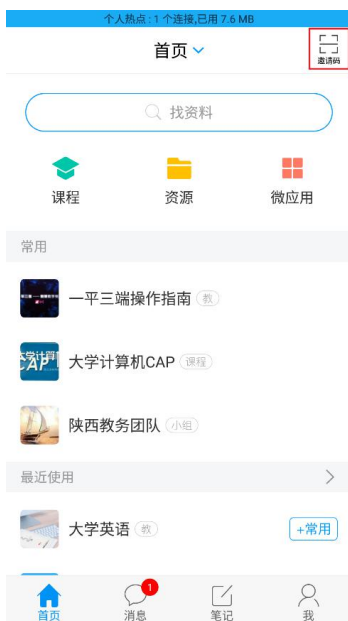 个人热点:1 个连接,已用 7.6 MB
首页
邀请码
找资料
课程 资源 微应用
常用
一平三端操作指南 教
大学计算机CAP 课程
陕西教务团队 小组
最近使用
大学英语 教 +常用
1
首页 消息 笔记 我